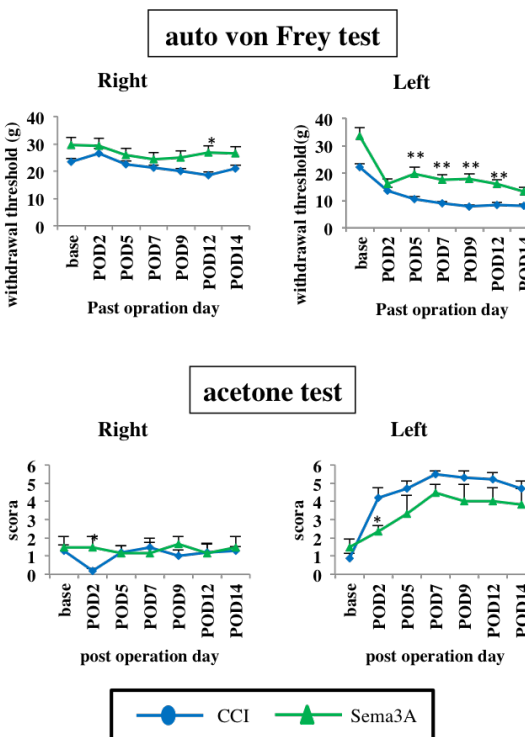 auto von Frey test
Right
Left
withdrawal threshold (g)
40
30
20
10
0
*
base
POD2
POD5
POD7
POD9
POD12
POD14
Past opration day
withdrawal threshold (g)
40
30
20
10
0
** ** ** **
base
POD2
POD5
POD7
POD9
POD12
POD14
Past opration day
acetone test
Right
Left
scora
6
5
4
3
2
1
0
*
base
POD2
POD5
POD7
POD9
POD12
POD14
post operation day
scora
6
5
4
3
2
1
0
*
base
POD2
POD5
POD7
POD9
POD12
POD14
post operation day
CCI Sema3A